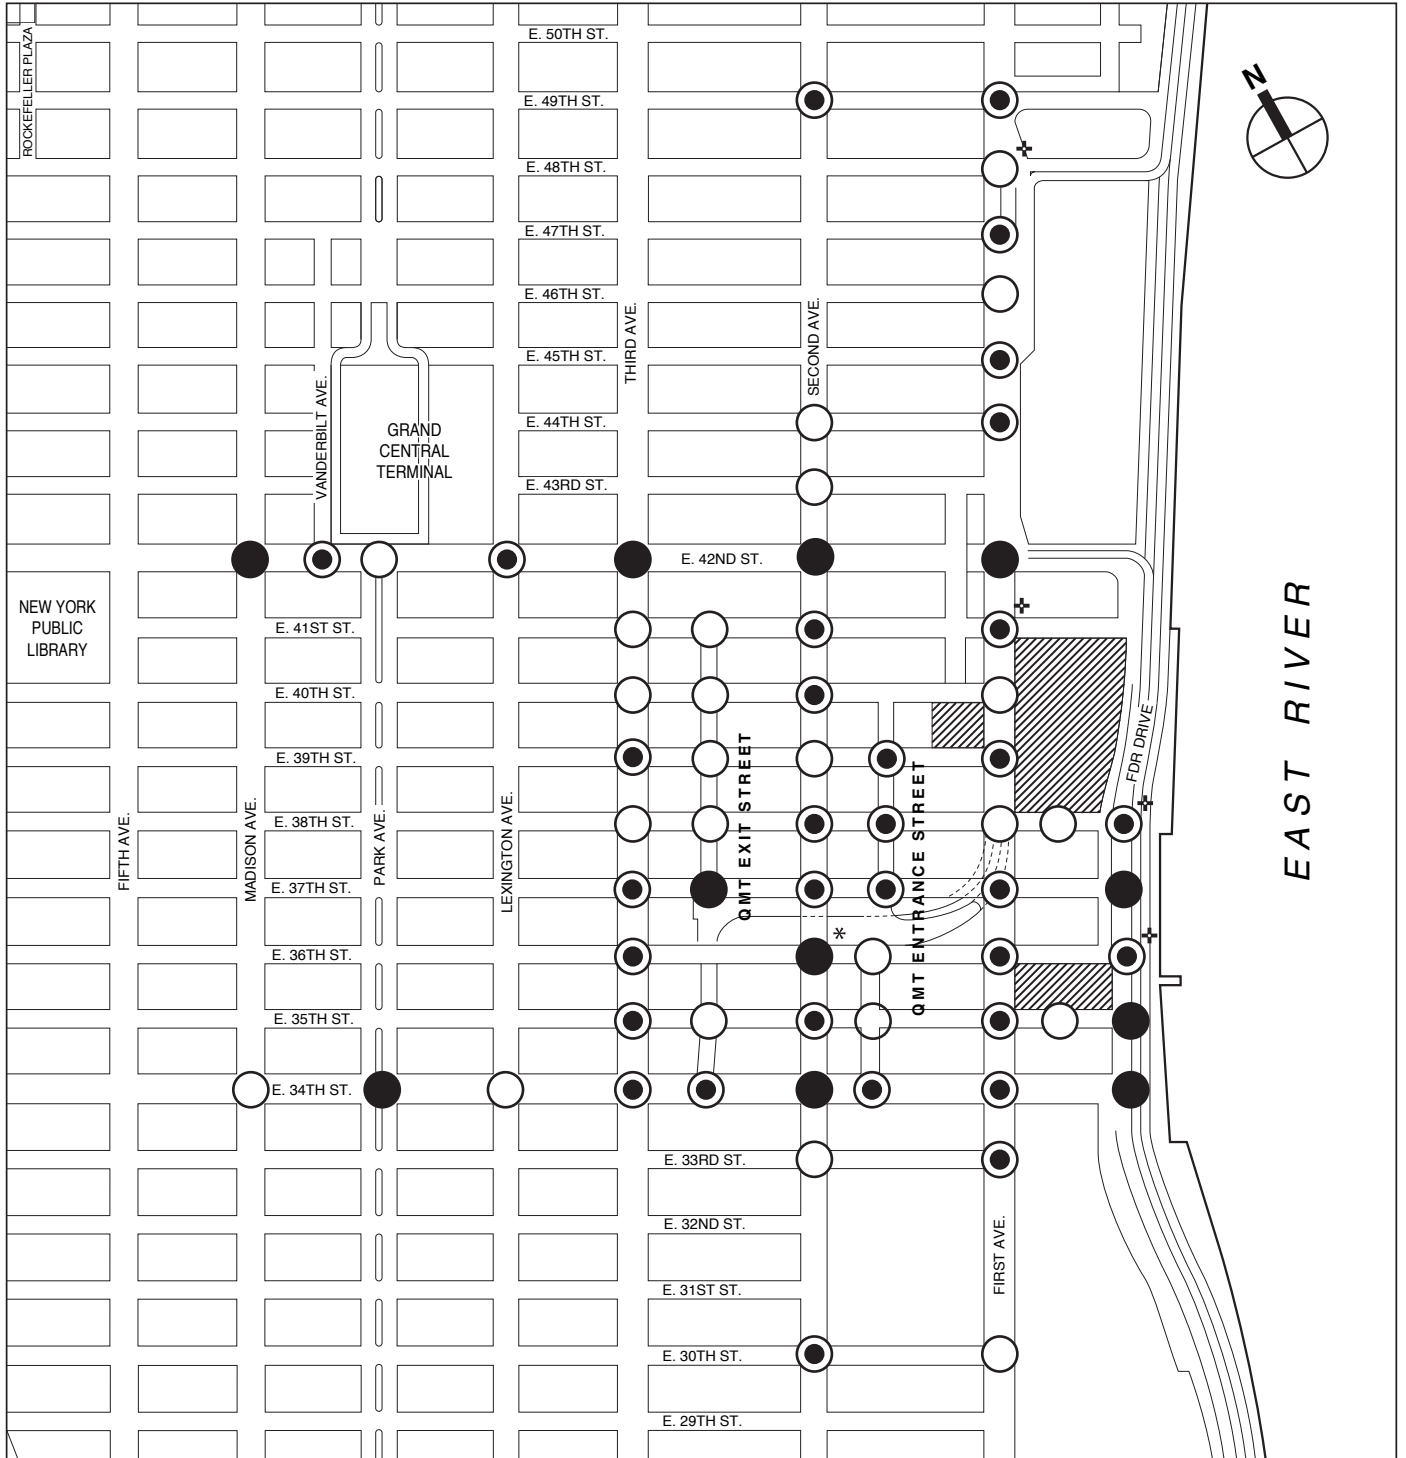 E. 50TH ST.
ROCKEFELLER PLAZA
N
E. 49TH ST.
E. 48TH ST.
E. 47TH ST.
E. 46TH ST.
THIRD AVE.
SECOND AVE.
E. 45TH ST.
VANDERBILT AVE.
GRAND
CENTRAL
TERMINAL
E. 44TH ST.
E. 43RD ST.
E. 42ND ST.
NEW YORK
PUBLIC
LIBRARY
E. 41ST ST.
EAST RIVER
E. 40TH ST.
FDR DRIVE
QMT EXIT STREET
E. 39TH ST.
QMT ENTRANCE STREET
FIFTH AVE.
MADISON AVE.
E. 38TH ST.
PARK AVE.
LEXINGTON AVE.
E. 37TH ST.
*
E. 36TH ST.
E. 35TH ST.
E. 34TH ST.
E. 33RD ST.
E. 32ND ST.
FIRST AVE.
E. 31ST ST.
E. 30TH ST.
E. 29TH ST.